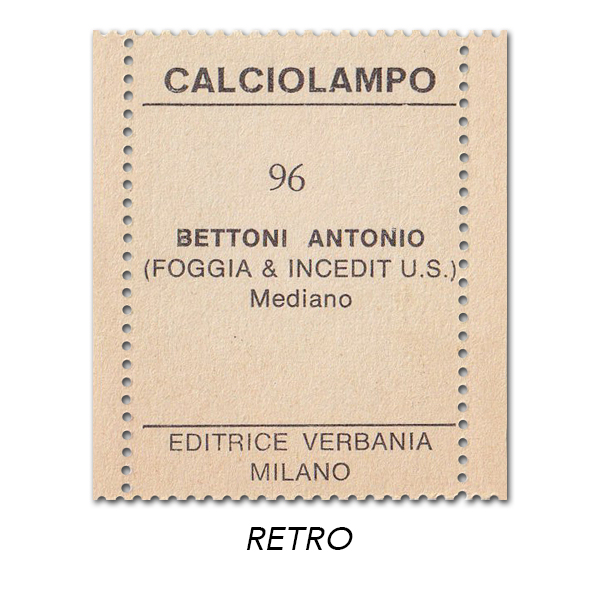 CALCIOLAMPO
96
BETTONI ANTONIO
(FOGGIA & INCEDIT U.S.)
Mediano
EDITRICE VERBANIA
MILANO
RETRO